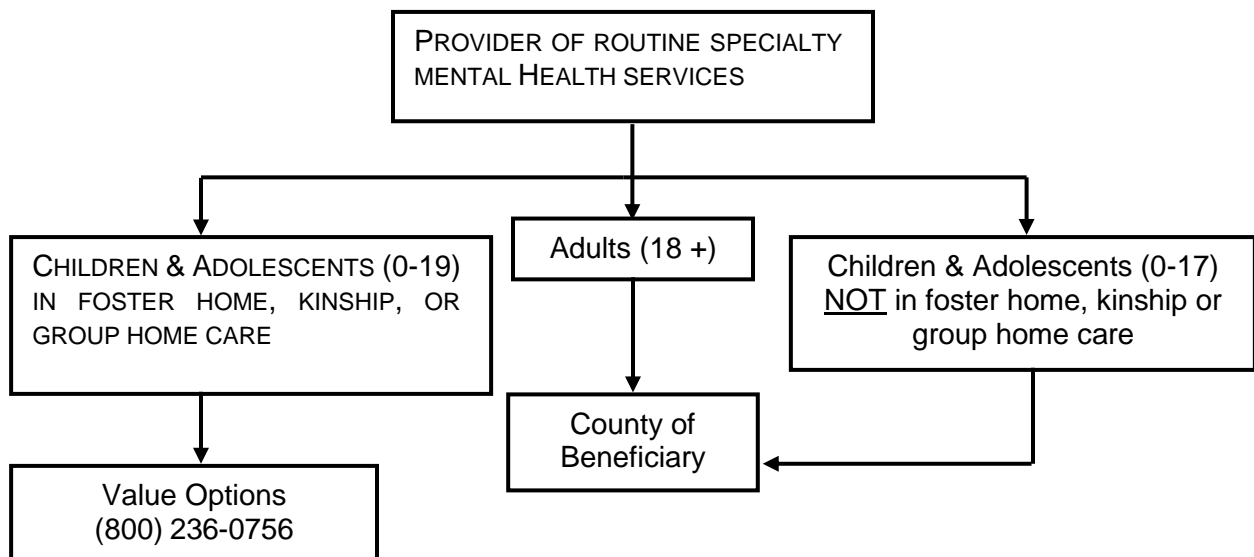 PROVIDER OF ROUTINE SPECIALTY
MENTAL HEALTH SERVICES
CHILDREN & ADOLESCENTS (0-19)
IN FOSTER HOME, KINSHIP, OR
GROUP HOME CARE
Adults (18 +)
Children & Adolescents (0-17)
NOT in foster home, kinship or
group home care
County of
Beneficiary
Value Options
(800) 236-0756